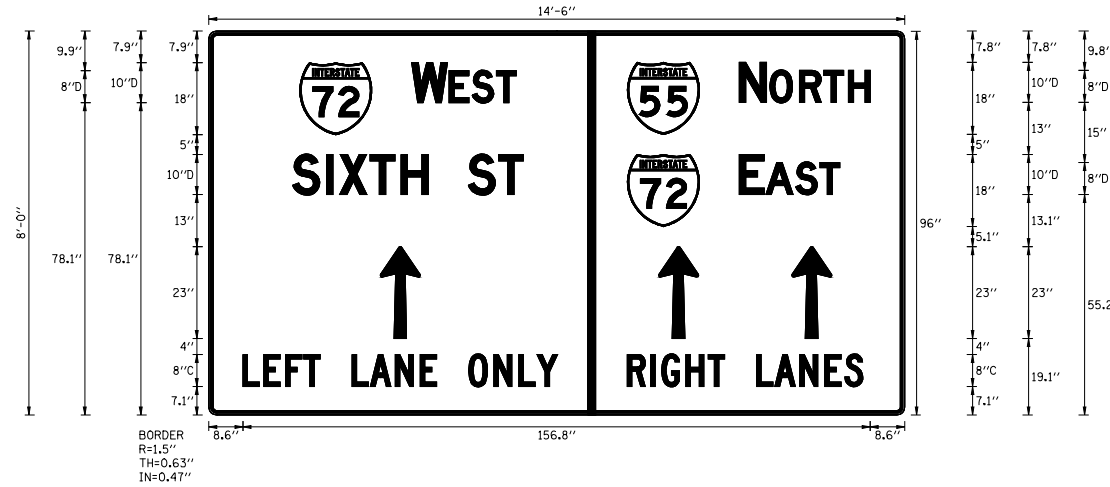 14'-6"
9.9"
8"D
78.1"
7.9"
10"D
78.1"
7.9"
18"
5"
10"D
13"
23"
4"
8"C
7.1"
8'-0"
INTERSTATE
72
WEST
SIXTH ST
LEFT LANE ONLY
INTERSTATE
55
NORTH
INTERSTATE
72
EAST
RIGHT LANES
96"
7.8"
18"
5"
18"
5.1"
23"
4"
8"C
7.1"
7.8"
10"D
13"
10"D
13.1"
23"
19.1"
9.8"
8"D
15"
8"D
55.2
8.6"
156.8"
8.6"
BORDER
R=1.5"
TH=0.63"
IN=0.47"